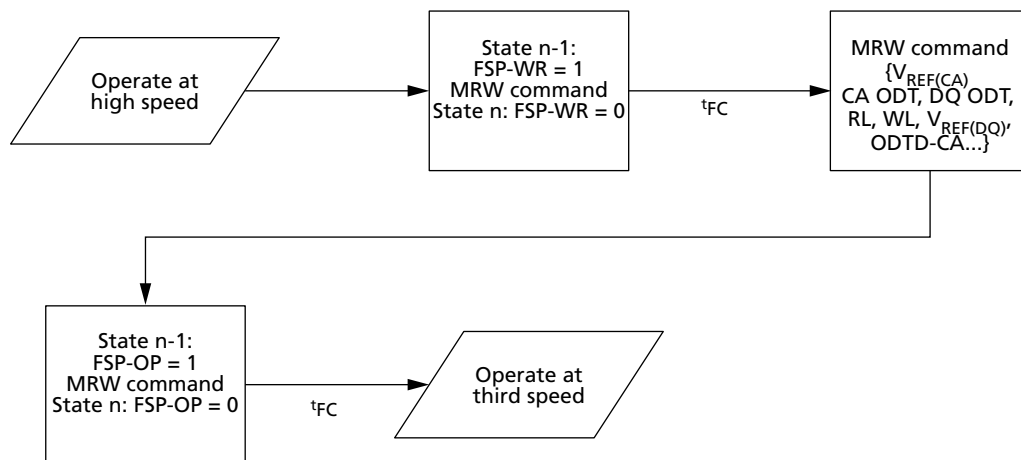 Operate at
high speed
State n-1:
FSP-WR = 1
MRW command
State n: FSP-WR = 0
tFC
MRW command
{VREF(CA)
CA ODT, DQ ODT,
RL, WL, VREF(DQ),
ODTD-CA...}
State n-1:
FSP-OP = 1
MRW command
State n: FSP-OP = 0
tFC
Operate at
third speed